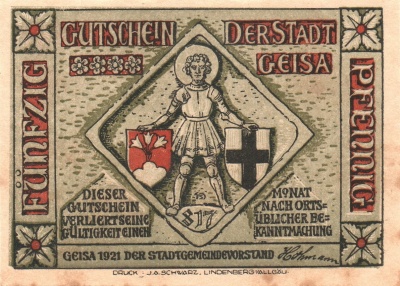 GUTSCHEIN DER STADT
GEISA
FÜNFZIG
PFENNIG
DIESER
GUTSCHEIN
VERLIERT SEINE
GÜLTIGKEIT EINEN
817
MONAT
NACH ORTS-
ÜBLICHER BE-
KANNTMACHUNG
GEISA 1921 DER STADTGEMEINDEVORSTAND
DRUCK J.A. SCHWARZ, LINDENBERG/ALLGÄU.